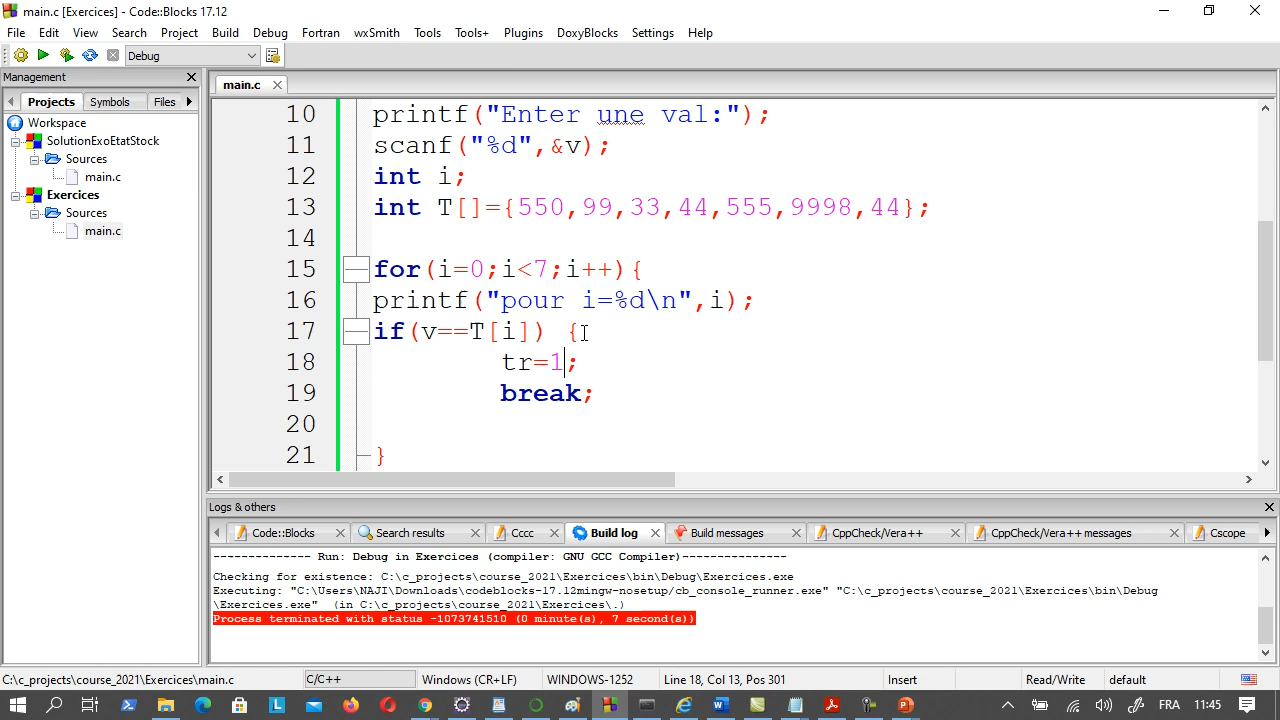 main.c [Exercices] - Code::Blocks 17.12
File Edit View Search Project Build Debug Fortran wxSmith Tools Tools+ Plugins DoxyBlocks Settings Help
Debug
Management
main.c
Projects Symbols Files
Workspace
SolutionExoEtatStock
Sources
main.c
Exercices
Sources
main.c
10 printf("Enter une val:");
11 scanf("%d",&v);
12 int i;
13 int T[]={550,99,33,44,555,9998,44};
14
15 for(i=0;i<7;i++){
16 printf("pour i=%d\n",i);
17 if(v==T[i]) {
18 tr=1;
19 break;
20
21 }
Logs & others
Code::Blocks Search results Cccc Build log Build messages CppCheck/Vera++ CppCheck/Vera++ messages Cscope
-------------- Run: Debug in Exercices (compiler: GNU GCC Compiler)---------------
Checking for existence: C:\c_projects\course_2021\Exercices\bin\Debug\Exercices.exe
Executing: "C:\Users\NAJI\Downloads\codeblocks-17.12mingw-nosetup/cb_console_runner.exe" "C:\c_projects\course_2021\Exercices\bin\Debug
\Exercices.exe" (in C:\c_projects\course_2021\Exercices\.)
Process terminated with status -1073741510 (0 minute(s), 7 second(s))
C:\c_projects\course_2021\Exercices\main.c C/C++ Windows (CR+LF) WINDOWS-1252 Line 18, Col 13, Pos 301 Insert Read/Write default
FRA 11:45